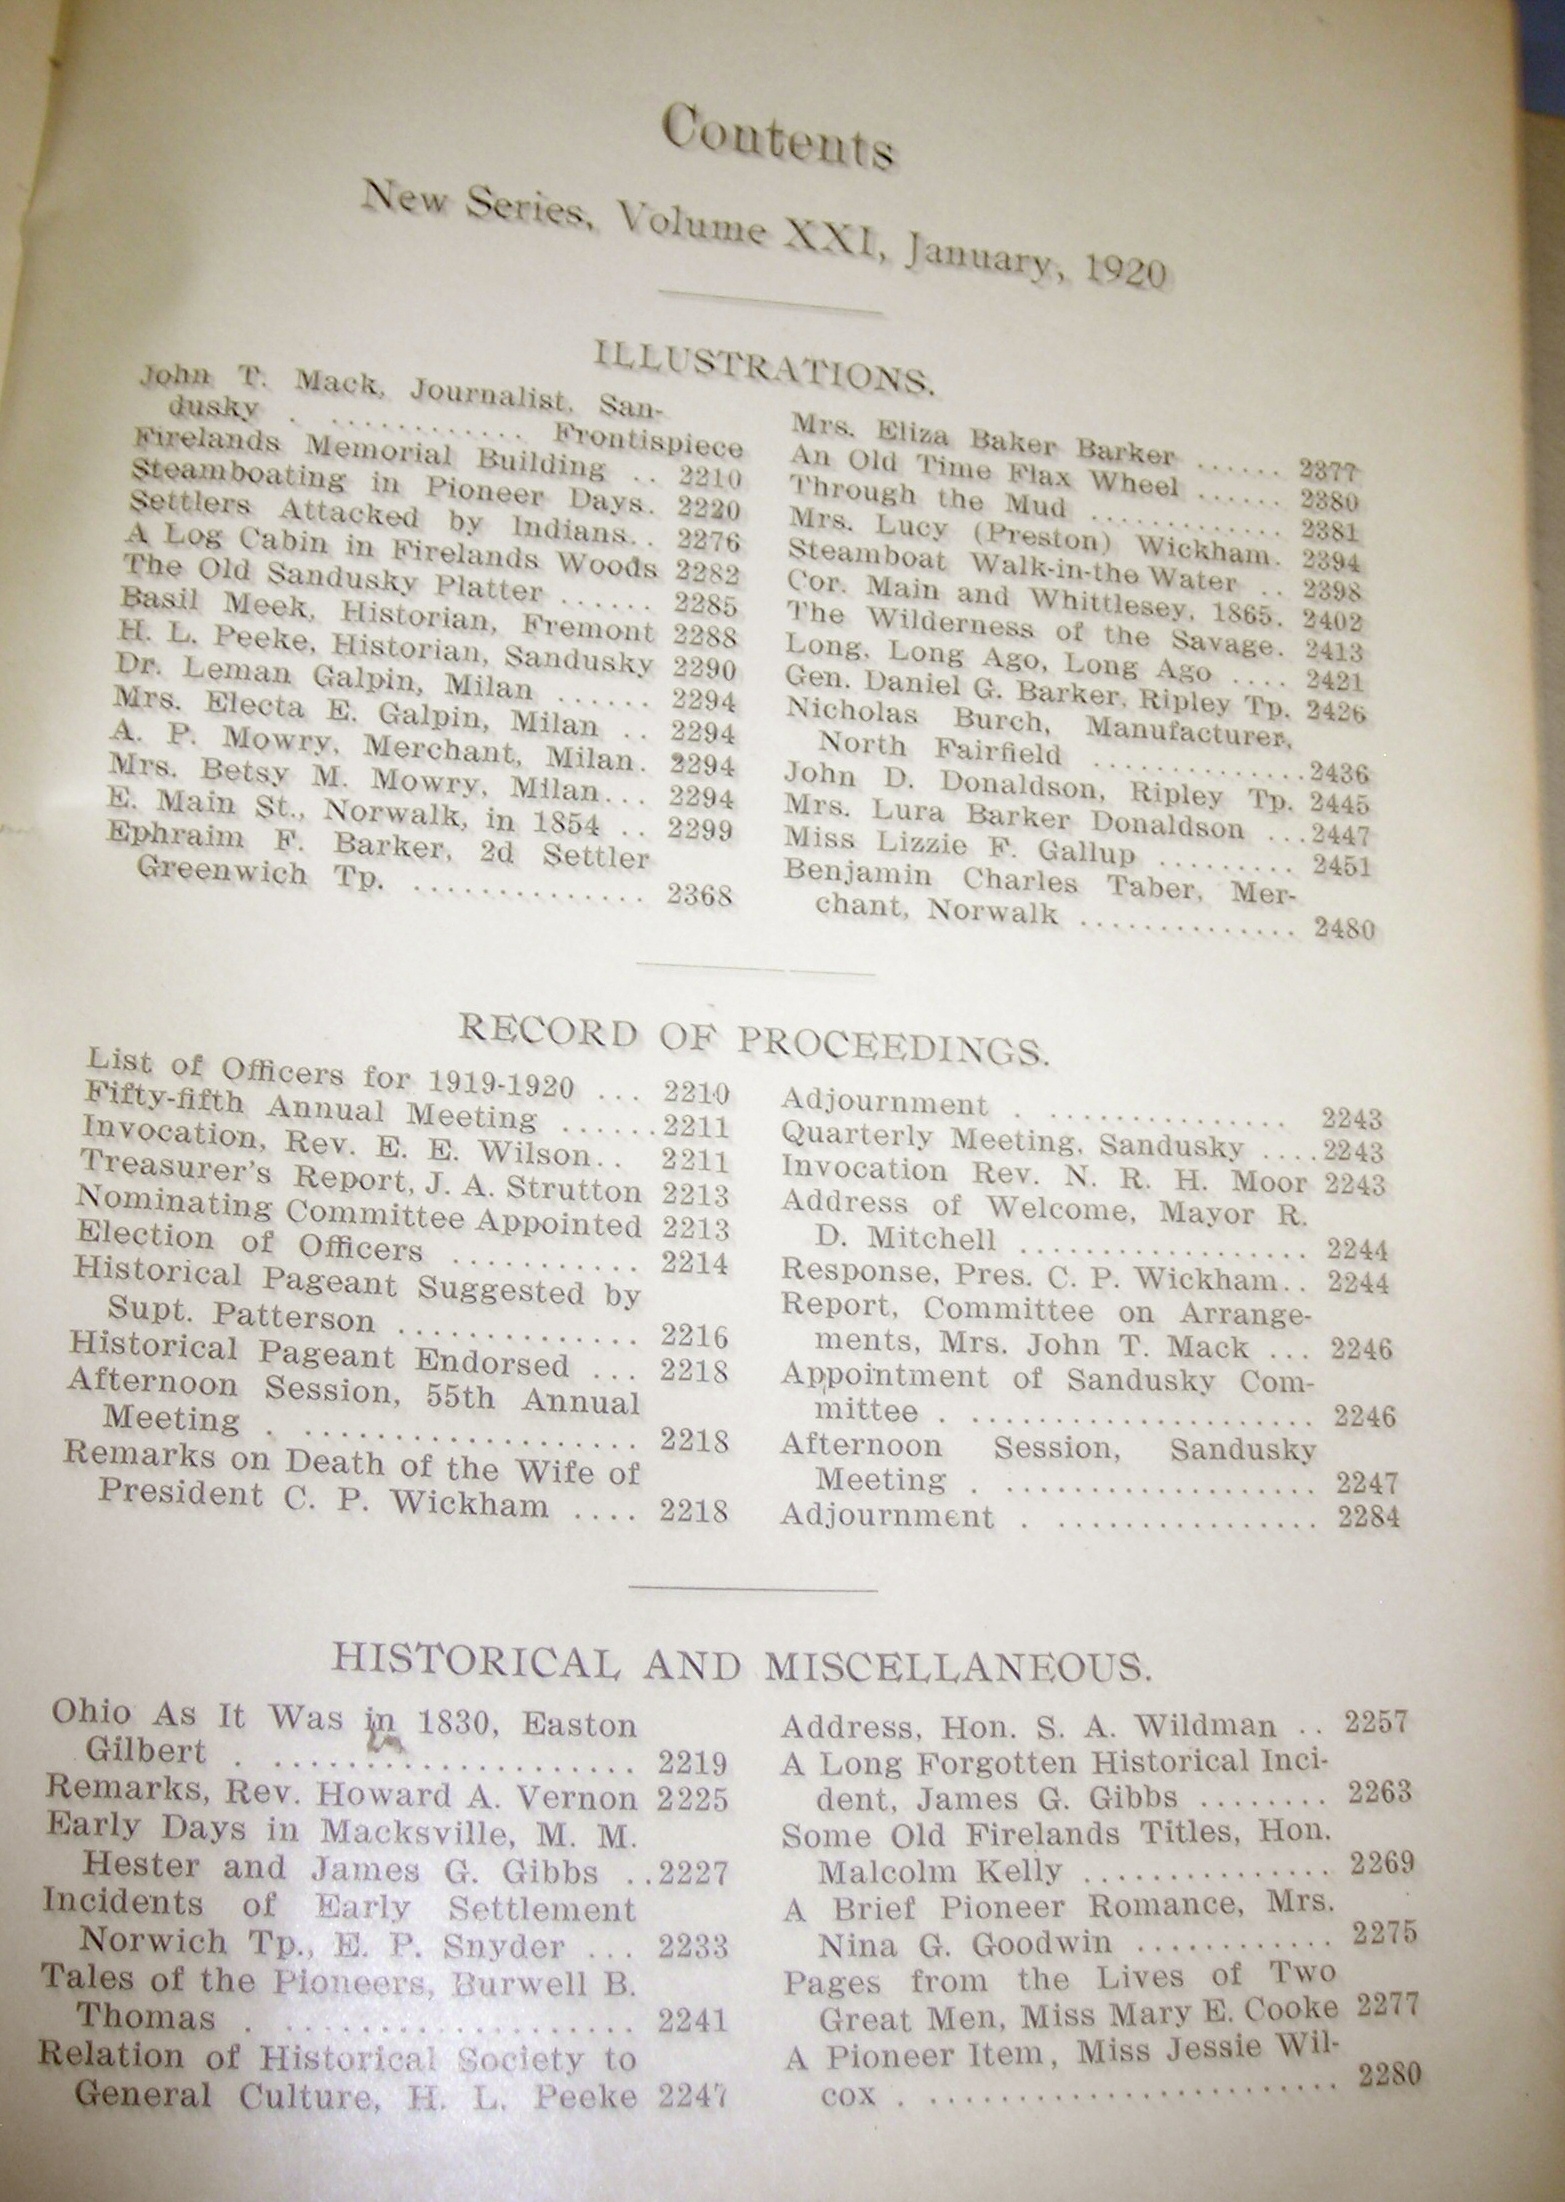 Contents
New Series, Volume XXI, January, 1920
ILLUSTRATIONS.
John T. Mack, Journalist, San-
dusky . ............ Frontispiece
Firelands Memorial Building .. 2210
Steamboating in Pioneer Days. 2220
Settlers Attacked by Indians.. 2276
A Log Cabin in Firelands Woods 2282
The Old Sandusky Platter ...... 2285
Basil Meek, Historian, Fremont 2288
H. L. Peeke, Historian, Sandusky 2290
Dr. Leman Galpin, Milan ...... 2294
Mrs. Electa E. Galpin, Milan .. 2294
A. P. Mowry, Merchant, Milan. 2294
Mrs. Betsy M. Mowry, Milan... 2294
E. Main St., Norwalk, in 1854 .. 2299
Ephraim F. Barker, 2d Settler
Greenwich Tp. ............. 2368
Mrs. Eliza Baker Barker ...... 2377
An Old Time Flax Wheel ...... 2380
Through the Mud ............. 2381
Mrs. Lucy (Preston) Wickham. 2394
Steamboat Walk-in-the Water .. 2398
Cor. Main and Whittlesey, 1865. 2402
The Wilderness of the Savage. 2413
Long, Long Ago, Long Ago .... 2421
Gen. Daniel G. Barker, Ripley Tp. 2426
Nicholas Burch, Manufacturer,
North Fairfield ..............2436
John D. Donaldson, Ripley Tp. 2445
Mrs. Lura Barker Donaldson ...2447
Miss Lizzie F. Gallup ......... 2451
Benjamin Charles Taber, Mer-
chant, Norwalk .............. 2480
RECORD OF PROCEEDINGS.
List of Officers for 1919-1920 ... 2210
Fifty-fifth Annual Meeting ......2211
Invocation, Rev. E. E. Wilson.. 2211
Treasurer's Report, J. A. Strutton 2213
Nominating Committee Appointed 2213
Election of Officers ........... 2214
Historical Pageant Suggested by
Supt. Patterson .............. 2216
Historical Pageant Endorsed ... 2218
Afternoon Session, 55th Annual
Meeting . ................... 2218
Remarks on Death of the Wife of
President C. P. Wickham .... 2218
Adjournment . .............. 2243
Quarterly Meeting, Sandusky ....2243
Invocation Rev. N. R. H. Moor 2243
Address of Welcome, Mayor R.
D. Mitchell .................. 2244
Response, Pres. C. P. Wickham.. 2244
Report, Committee on Arrange-
ments, Mrs. John T. Mack ... 2246
Appointment of Sandusky Com-
mittee . ..................... 2246
Afternoon Session, Sandusky
Meeting . ................... 2247
Adjournment . ................ 2284
HISTORICAL AND MISCELLANEOUS.
Ohio As It Was in 1830, Easton
Gilbert . ...................... 2219
Remarks, Rev. Howard A. Vernon 2225
Early Days in Macksville, M. M.
Hester and James G. Gibbs ..2227
Incidents of Early Settlement
Norwich Tp., E. P. Snyder ... 2233
Tales of the Pioneers, Burwell B.
Thomas . .................... 2241
Relation of Historical Society to
General Culture, H. L. Peeke 2247
Address, Hon. S. A. Wildman .. 2257
A Long Forgotten Historical Inci-
dent, James G. Gibbs ........ 2263
Some Old Firelands Titles, Hon.
Malcolm Kelly .............. 2269
A Brief Pioneer Romance, Mrs.
Nina G. Goodwin ............ 2275
Pages from the Lives of Two
Great Men, Miss Mary E. Cooke 2277
A Pioneer Item, Miss Jessie Wil-
cox . ........................ 2280